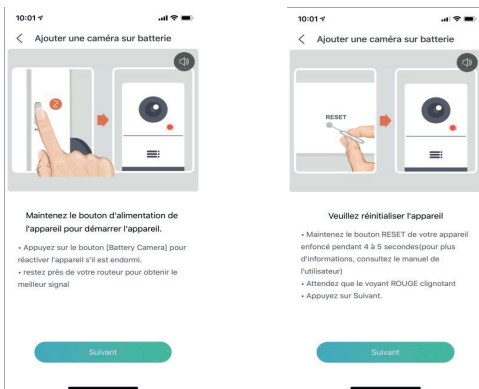 10:01
Ajouter une caméra sur batterie
2
Maintenez le bouton d'alimentation de
l'appareil pour démarrer l'appareil.
• Appuyez sur le bouton [Battery Camera] pour
réactiver l'appareil s'il est endormi.
• restez près de votre routeur pour obtenir le
meilleur signal
Suivant
10:01
Ajouter une caméra sur batterie
RESET
Veuillez réinitialiser l'appareil
• Maintenez le bouton RESET de votre appareil
enfoncé pendant 4 à 5 secondes(pour plus
d'informations, consultez le manuel de
l'utilisateur)
• Attendez que le voyant ROUGE clignotant
• Appuyez sur Suivant.
Suivant